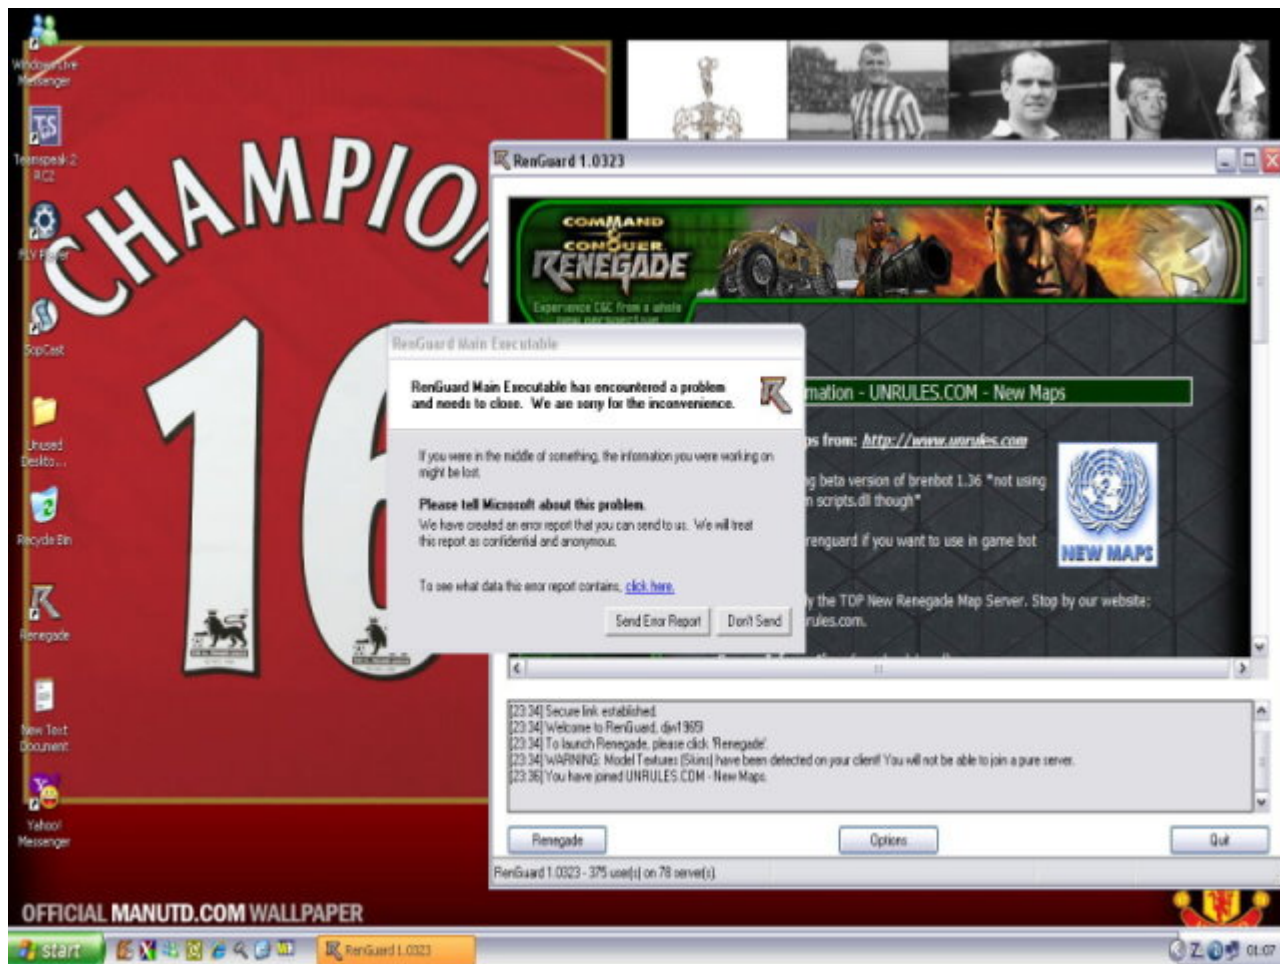 Windows Live
Messenger
Teamspeak 2
RC2
FLV Player
SopCast
Unused
Deskto...
Recycle Bin
Renegade
New Text
Document
Yahoo!
Messenger
CHAMPION
16
RenGuard 1.0323
COMMAND
&
CONQUER
RENEGADE
Experience C&C from a whole
new perspective
mation - UNRULES.COM - New Maps
ps from: http://www.unrules.com
ng beta version of brenbot 1.36 *not using
n scripts.dll though*
renguard if you want to use in game bot
NEW MAPS
y the TOP New Renegade Map Server. Stop by our website:
rules.com.
RenGuard Main Executable
RenGuard Main Executable has encountered a problem
and needs to close. We are sorry for the inconvenience.
If you were in the middle of something, the information you were working on
might be lost.
Please tell Microsoft about this problem.
We have created an error report that you can send to us. We will treat
this report as confidential and anonymous.
To see what data this error report contains, click here.
Send Error Report
Don't Send
[23:34] Secure link established.
[23:34] Welcome to RenGuard, djw1965!
[23:34] To launch Renegade, please click 'Renegade'.
[23:34] WARNING: Model Textures (Skins) have been detected on your client! You will not be able to join a pure server.
[23:36] You have joined UNRULES.COM - New Maps.
Renegade
Options
Quit
RenGuard 1.0323 - 375 user(s) on 78 server(s).
OFFICIAL MANUTD.COM WALLPAPER
start
RenGuard 1.0323
01:07